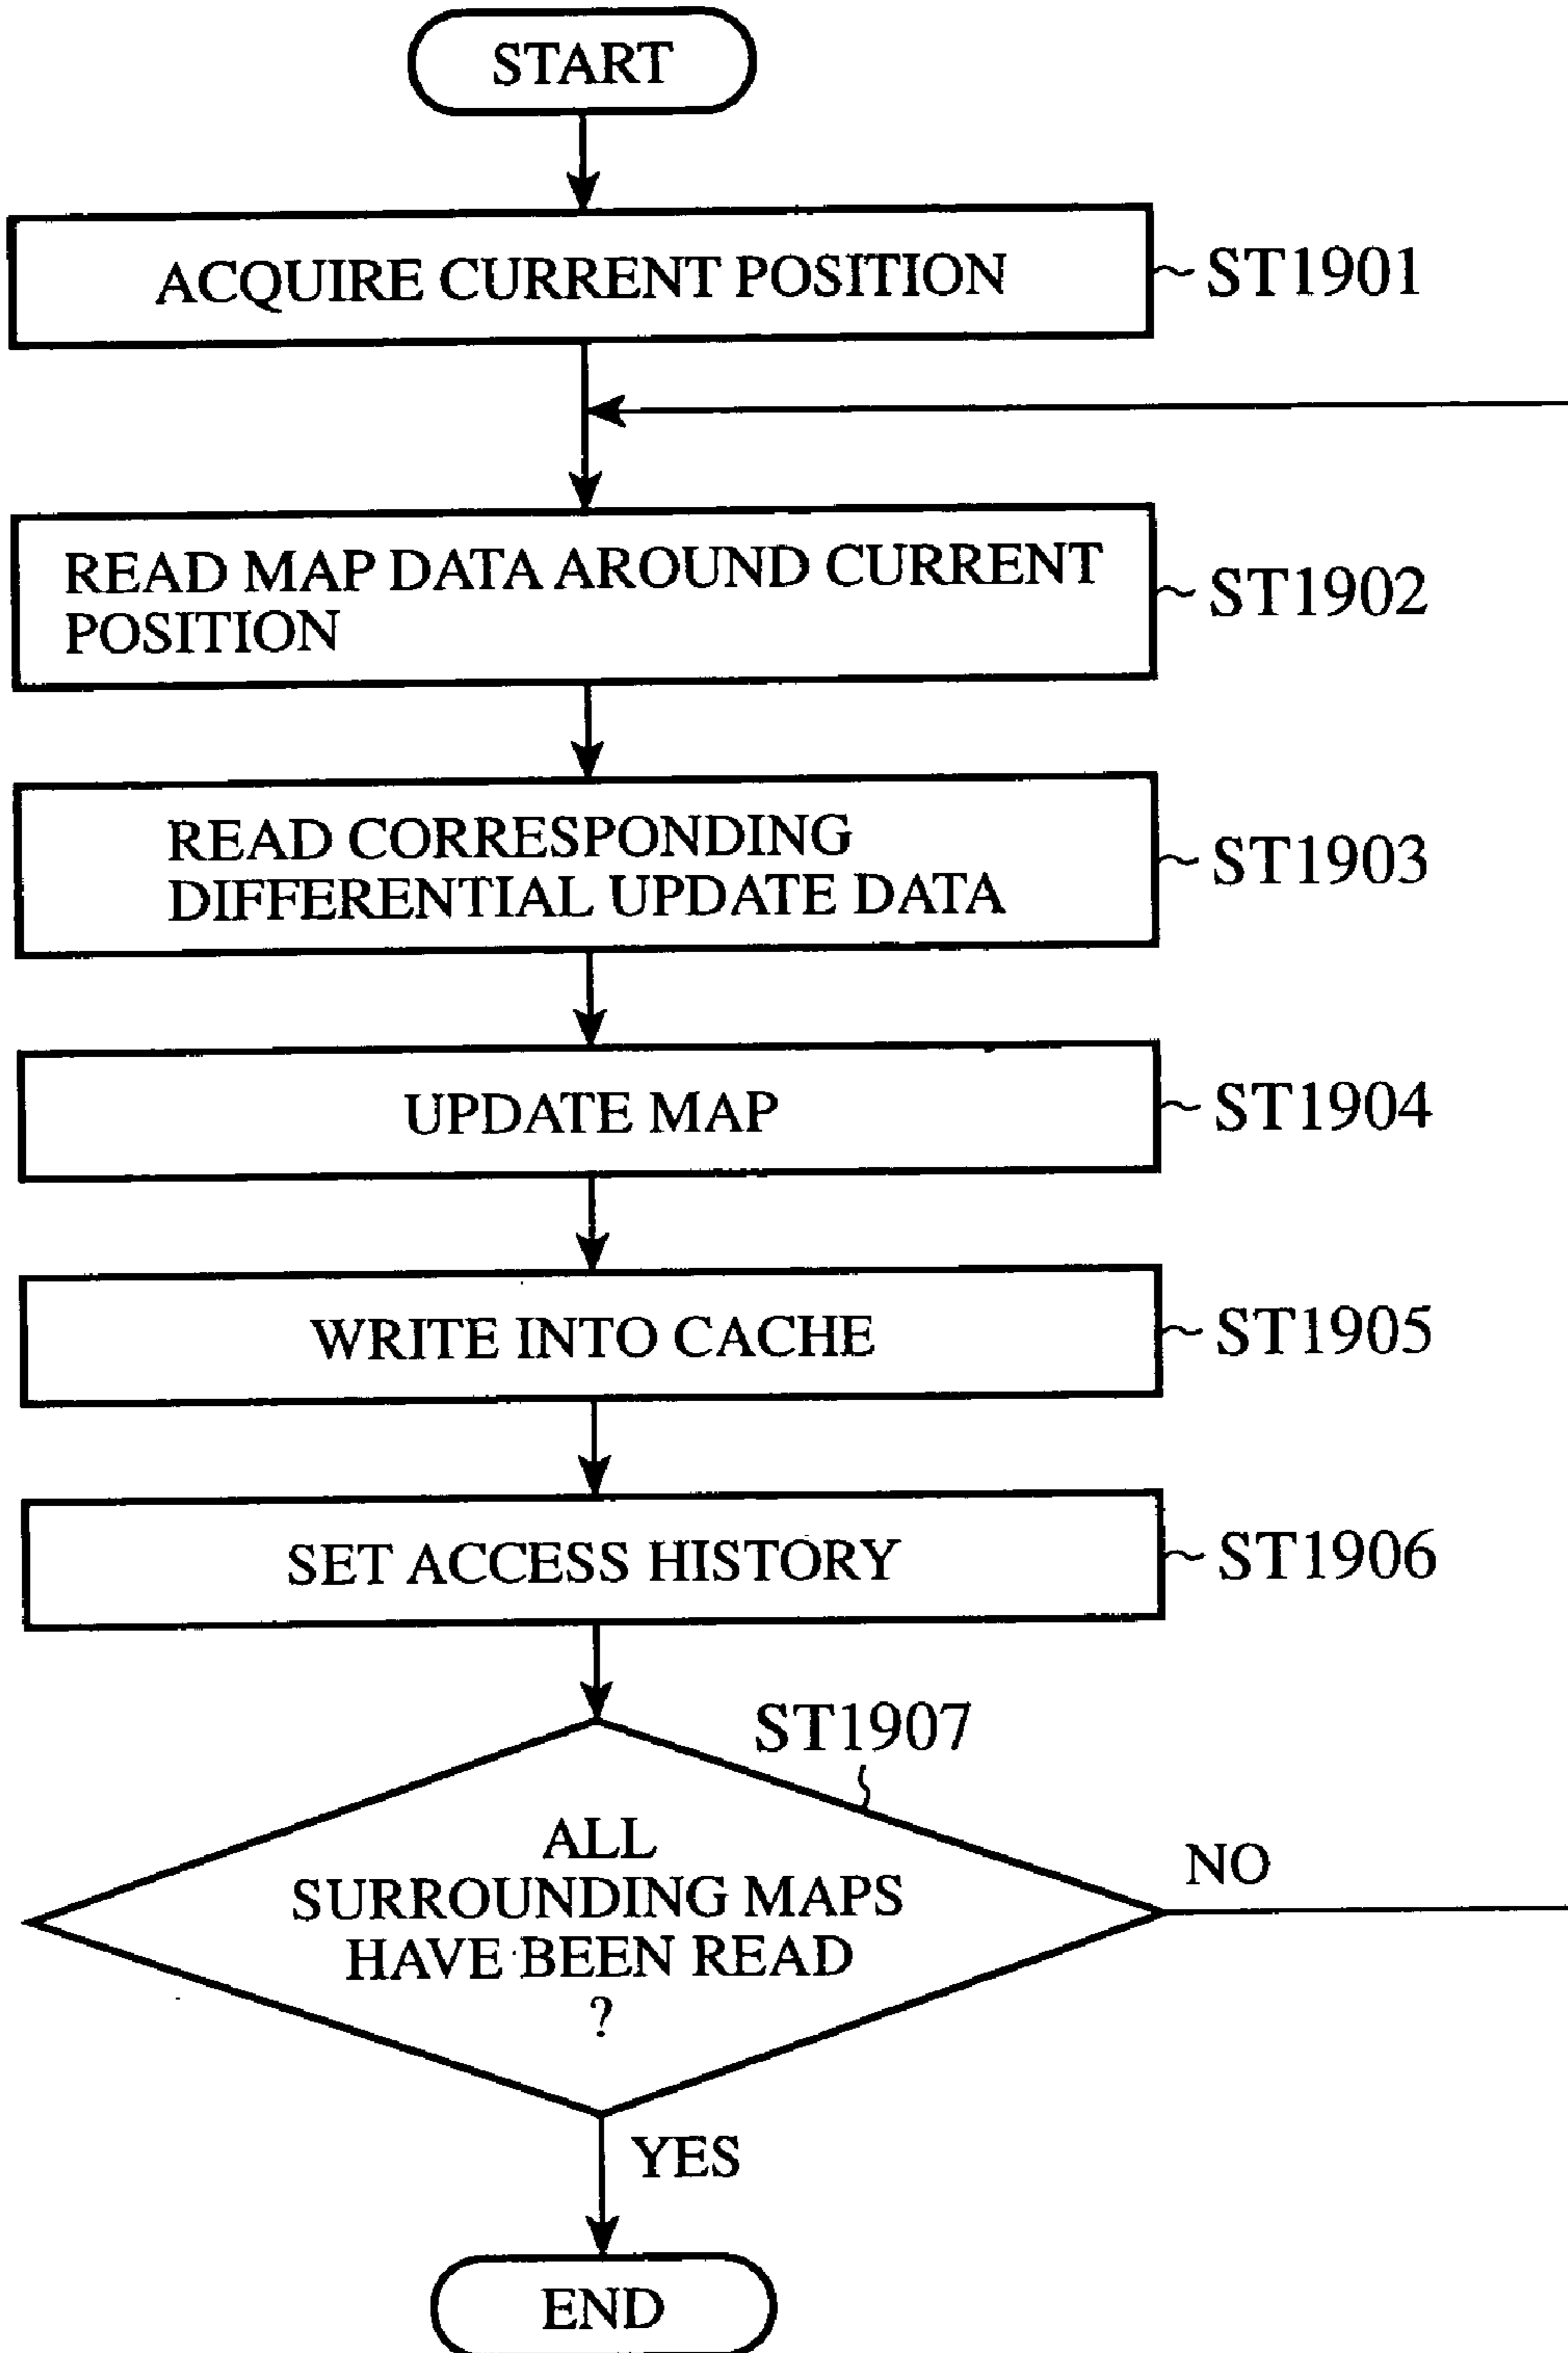 START
ACQUIRE CURRENT POSITION
ST1901
READ MAP DATA AROUND CURRENT
POSITION
ST1902
READ CORRESPONDING
DIFFERENTIAL UPDATE DATA
ST1903
UPDATE MAP
ST1904
WRITE INTO CACHE
ST1905
SET ACCESS HISTORY
ST1906
ST1907
ALL
SURROUNDING MAPS
HAVE BEEN READ
?
NO
YES
END